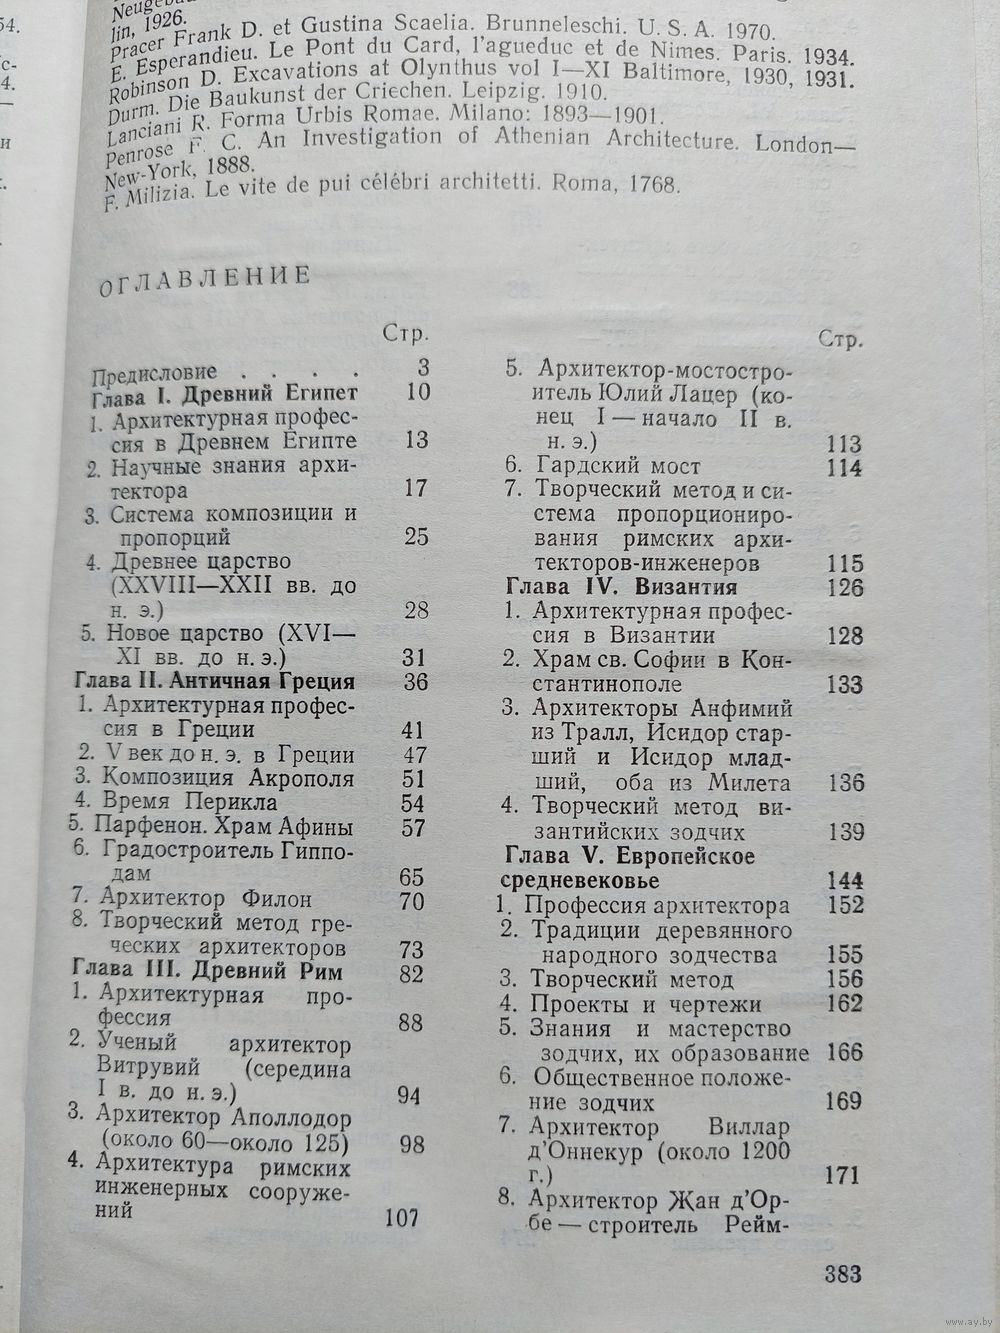 lin, 1926.
Pracer Frank D. et Gustina Scaelia. Brunneleschi. U. S. A. 1970.
E. Esperandieu. Le Pont du Card, l'agueduc et de Nimes. Paris. 1934.
Robinson D. Excavations at Olynthus vol I—XI Baltimore, 1930, 1931.
Durm. Die Baukunst der Criechen. Leipzig. 1910.
Lanciani R. Forma Urbis Romae. Milano: 1893—1901.
Penrose F. C. An Investigation of Athenian Architecture. London—
New-York, 1888.
F. Milizia. Le vite de pui célébri architetti. Roma, 1768.
ОГЛАВЛЕНИЕ
Стр.
Предисловие . . . . 3
Глава I. Древний Египет 10
1. Архитектурная профес-
сия в Древнем Египте 13
2. Научные знания архи-
тектора 17
3. Система композиции и
пропорций 25
4. Древнее царство
(XXVIII—XXII вв. до
н. э.) 28
5. Новое царство (XVI—
XI вв. до н. э.) 31
Глава II. Античная Греция 36
1. Архитектурная профес-
сия в Греции 41
2. V век до н. э. в Греции 47
3. Композиция Акрополя 51
4. Время Перикла 54
5. Парфенон. Храм Афины 57
6. Градостроитель Гиппо-
дам 65
7. Архитектор Филон 70
8. Творческий метод гре-
ческих архитекторов 73
Глава III. Древний Рим 82
1. Архитектурная про-
фессия 88
2. Ученый архитектор
Витрувий (середина
I в. до н. э.) 94
3. Архитектор Аполлодор
(около 60—около 125) 98
4. Архитектура римских
инженерных сооруже-
ний 107
Стр.
5. Архитектор-мостостро-
итель Юлий Лацер (ко-
нец I — начало II в.
н. э.) 113
6. Гардский мост 114
7. Творческий метод и си-
стема пропорциониро-
вания римских архи-
текторов-инженеров 115
Глава IV. Византия 126
1. Архитектурная профес-
сия в Византии 128
2. Храм св. Софии в Кон-
стантинополе 133
3. Архитекторы Анфимий
из Тралл, Исидор стар-
ший и Исидор млад-
ший, оба из Милета 136
4. Творческий метод ви-
зантийских зодчих 139
Глава V. Европейское
средневековье 144
1. Профессия архитектора 152
2. Традиции деревянного
народного зодчества 155
3. Творческий метод 156
4. Проекты и чертежи 162
5. Знания и мастерство
зодчих, их образование 166
6. Общественное положе-
ние зодчих 169
7. Архитектор Виллар
д'Оннекур (около 1200
г.) 171
8. Архитектор Жан д'Ор-
бе — строитель Рейм-
383
www.ay.by